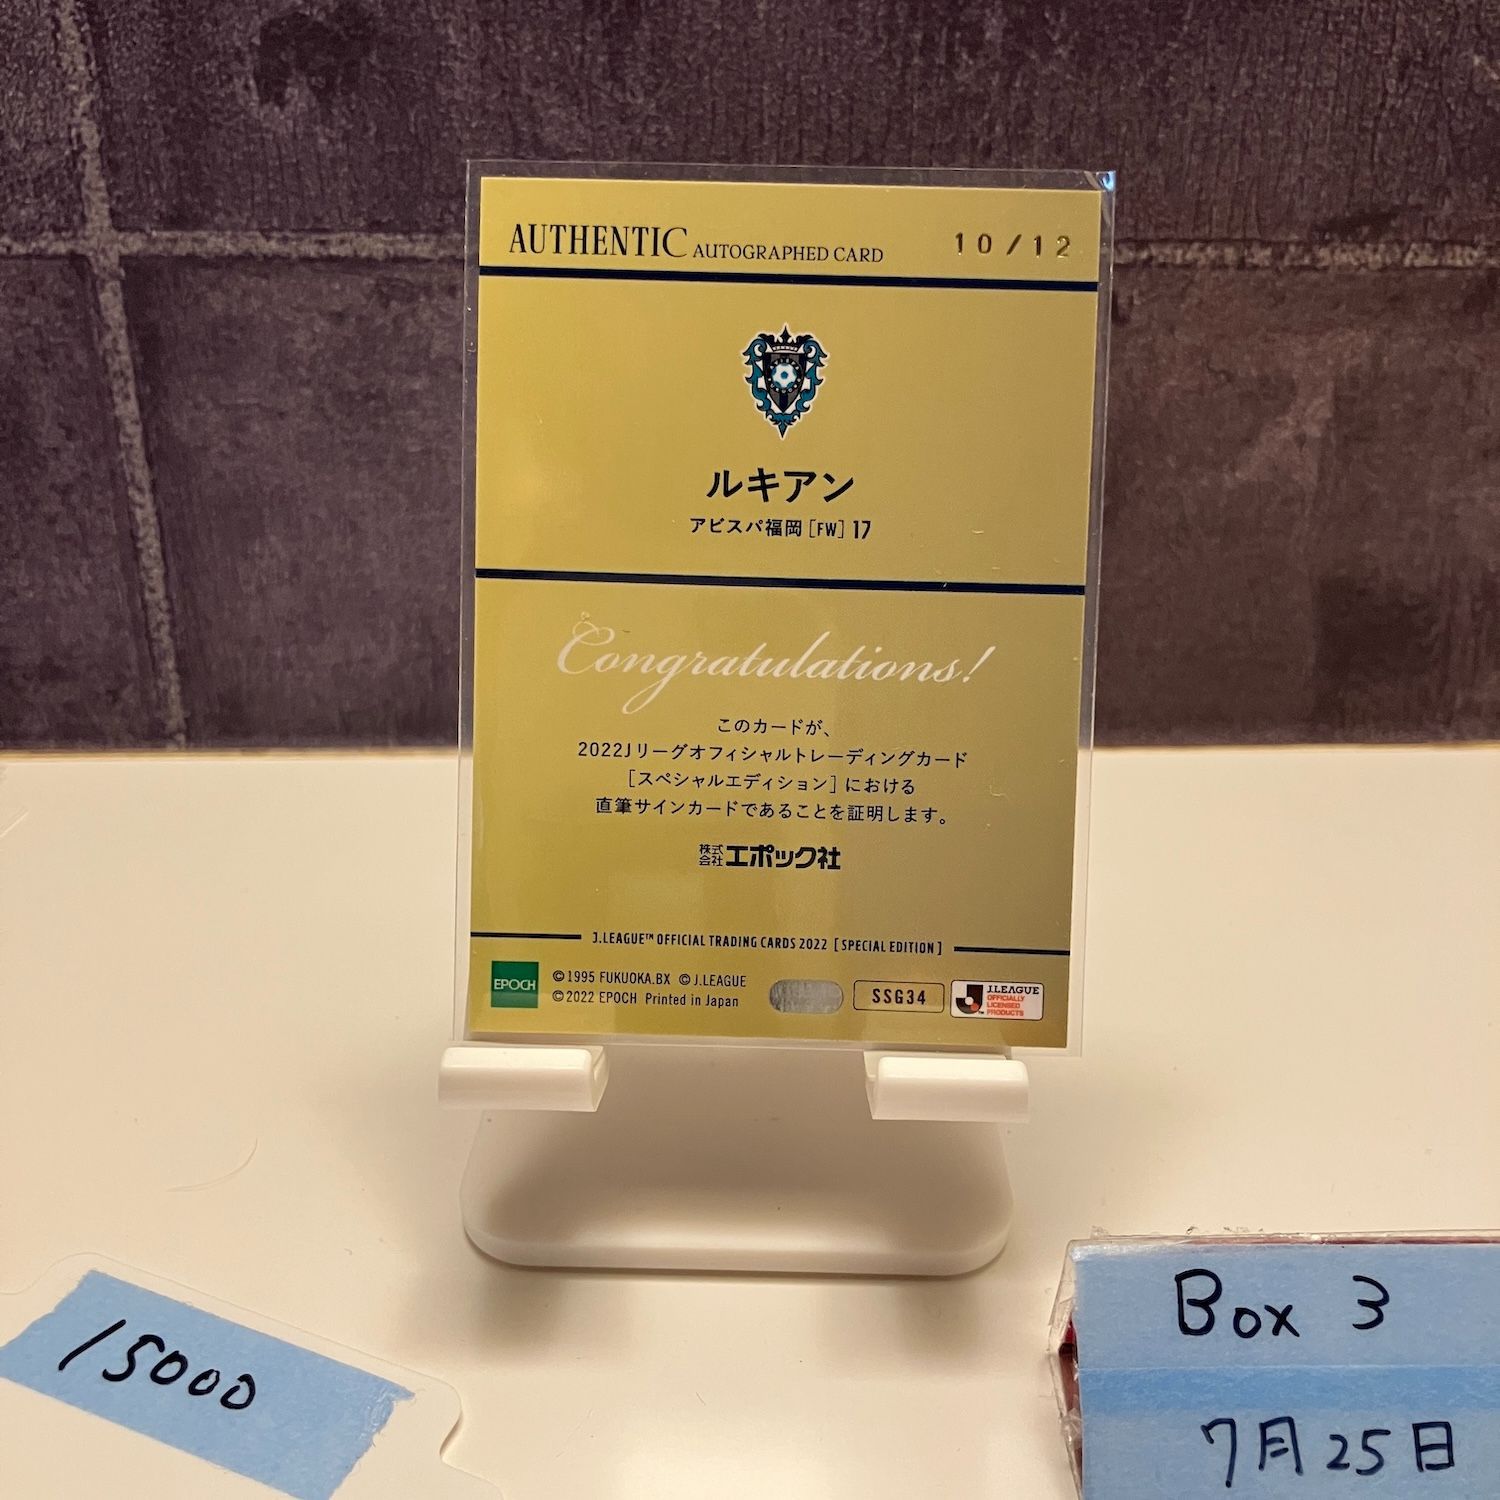 AUTHENTIC AUTOGRAPHED CARD 10/12
ルキアン
アビスパ福岡[FW]17
Congratulations!
このカードが、
2022Jリーグオフィシャルトレーディングカード
[スペシャルエディション]における
直筆サインカードであることを証明します。
株式会社エポック社
J.LEAGUE™ OFFICIAL TRADING CARDS 2022 [SPECIAL EDITION]
EPOCH
©1995 FUKUOKA.BX ©J.LEAGUE
©2022 EPOCH Printed in Japan
SSG34
J.LEAGUE
OFFICIALLY
LICENSED
PRODUCTS
15000
Box 3
7月25日